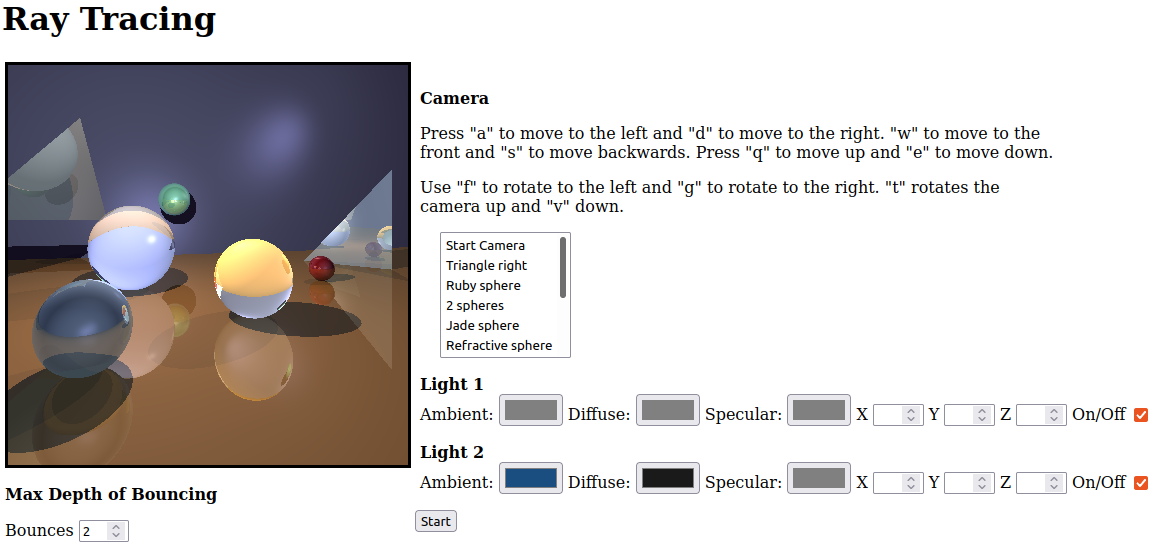 Ray Tracing
Camera
Press "a" to move to the left and "d" to move to the right. "w" to move to the
front and "s" to move backwards. Press "q" to move up and "e" to move down.
Use "f" to rotate to the left and "g" to rotate to the right. "t" rotates the
camera up and "v" down.
Start Camera
Triangle right
Ruby sphere
2 spheres
Jade sphere
Refractive sphere
Light 1
Ambient: Diffuse: Specular: X Y Z On/Off
Light 2
Ambient: Diffuse: Specular: X Y Z On/Off
Start
Max Depth of Bouncing
Bounces 2